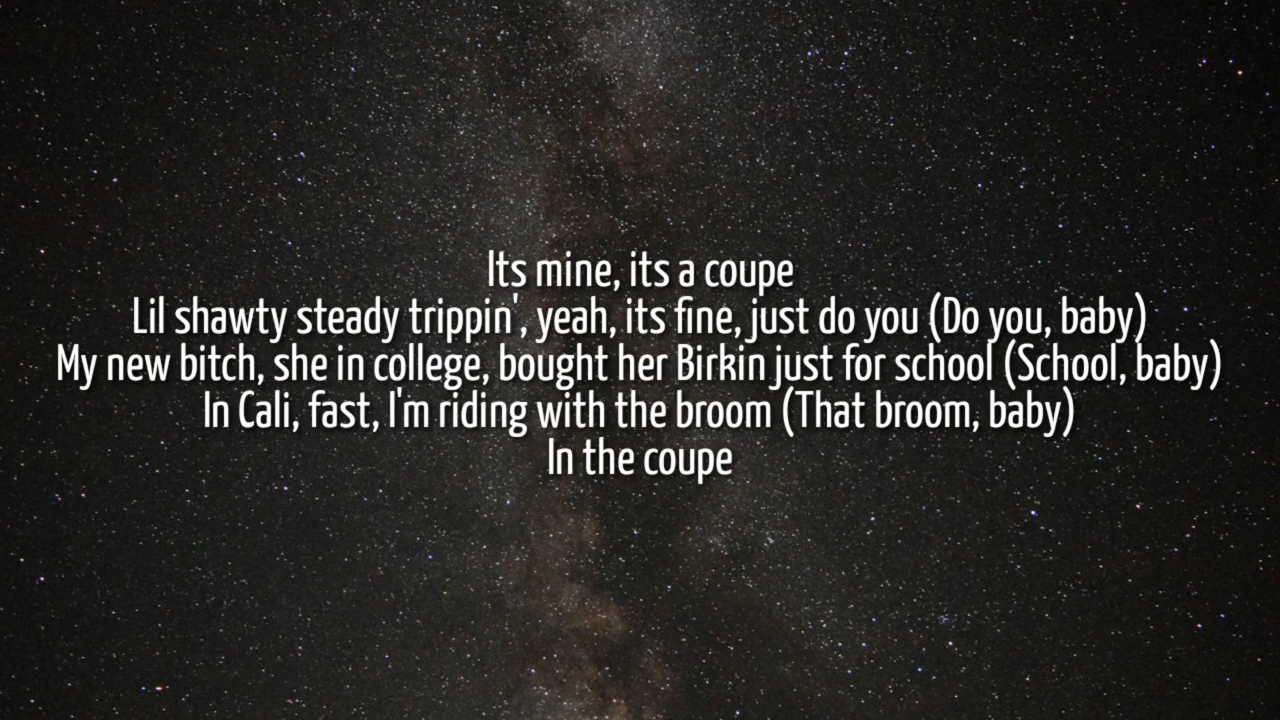 Its mine, its a coupe
Lil shawty steady trippin', yeah, its fine, just do you (Do you, baby)
My new bitch, she in college, bought her Birkin just for school (School, baby)
In Cali, fast, I'm riding with the broom (That broom, baby)
In the coupe